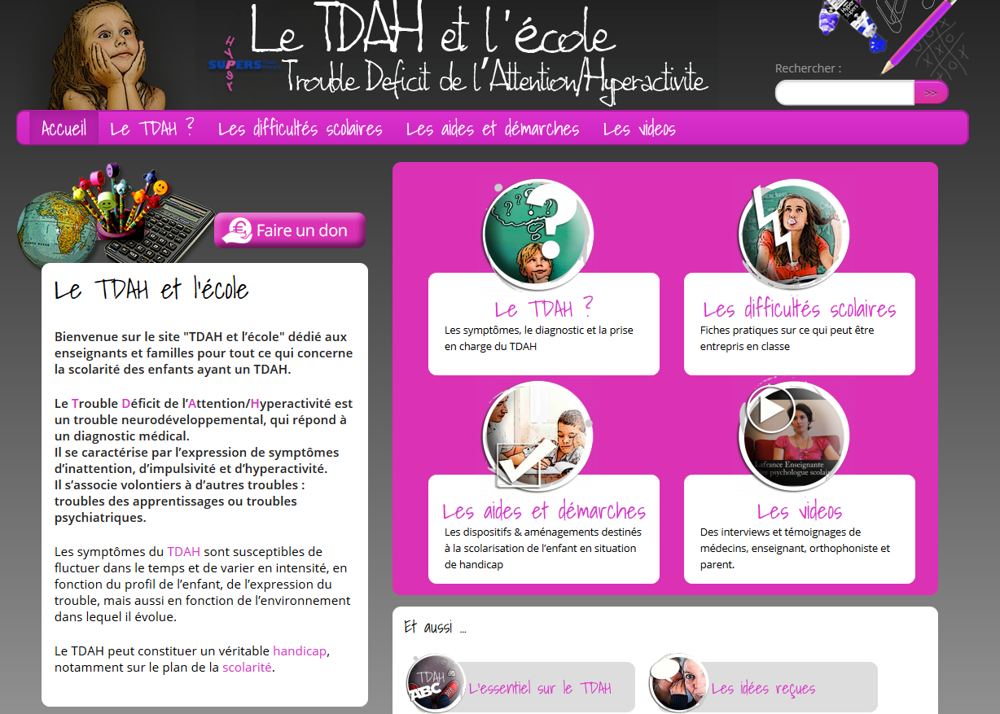 Le TDAH et l'école
HYPER
SUPERS
Trouble Deficit de l'Attention/Hyperactivite
Hyper
Supers
Rechercher :
>>
Accueil Le TDAH ? Les difficultés scolaires Les aides et démarches Les videos
Faire un don
Le TDAH et l'école
Bienvenue sur le site "TDAH et l’école" dédié aux
enseignants et familles pour tout ce qui concerne
la scolarité des enfants ayant un TDAH.
Le Trouble Déficit de l’Attention/Hyperactivité est
un trouble neurodéveloppemental, qui répond à
un diagnostic médical.
Il se caractérise par l’expression de symptômes
d’inattention, d’impulsivité et d’hyperactivité.
Il s’associe volontiers à d’autres troubles :
troubles des apprentissages ou troubles
psychiatriques.
Les symptômes du TDAH sont susceptibles de
fluctuer dans le temps et de varier en intensité, en
fonction du profil de l’enfant, de l’expression du
trouble, mais aussi en fonction de l’environnement
dans lequel il évolue.
Le TDAH peut constituer un véritable handicap,
notamment sur le plan de la scolarité.
? ? ? ?
?
Le TDAH ?
Les symptômes, le diagnostic et la prise
en charge du TDAH
Les difficultés scolaires
Fiches pratiques sur ce qui peut être
entrepris en classe
Les aides et démarches
Les dispositifs & aménagements destinés
à la scolarisation de l’enfant en situation
de handicap
Lafrance Enseignante
ire psychologue scolair
Les videos
Des interviews et témoignages de
médecins, enseignant, orthophoniste et
parent.
Et aussi ...
TDAH
ABC
L'essentiel sur le TDAH
Les idées reçues